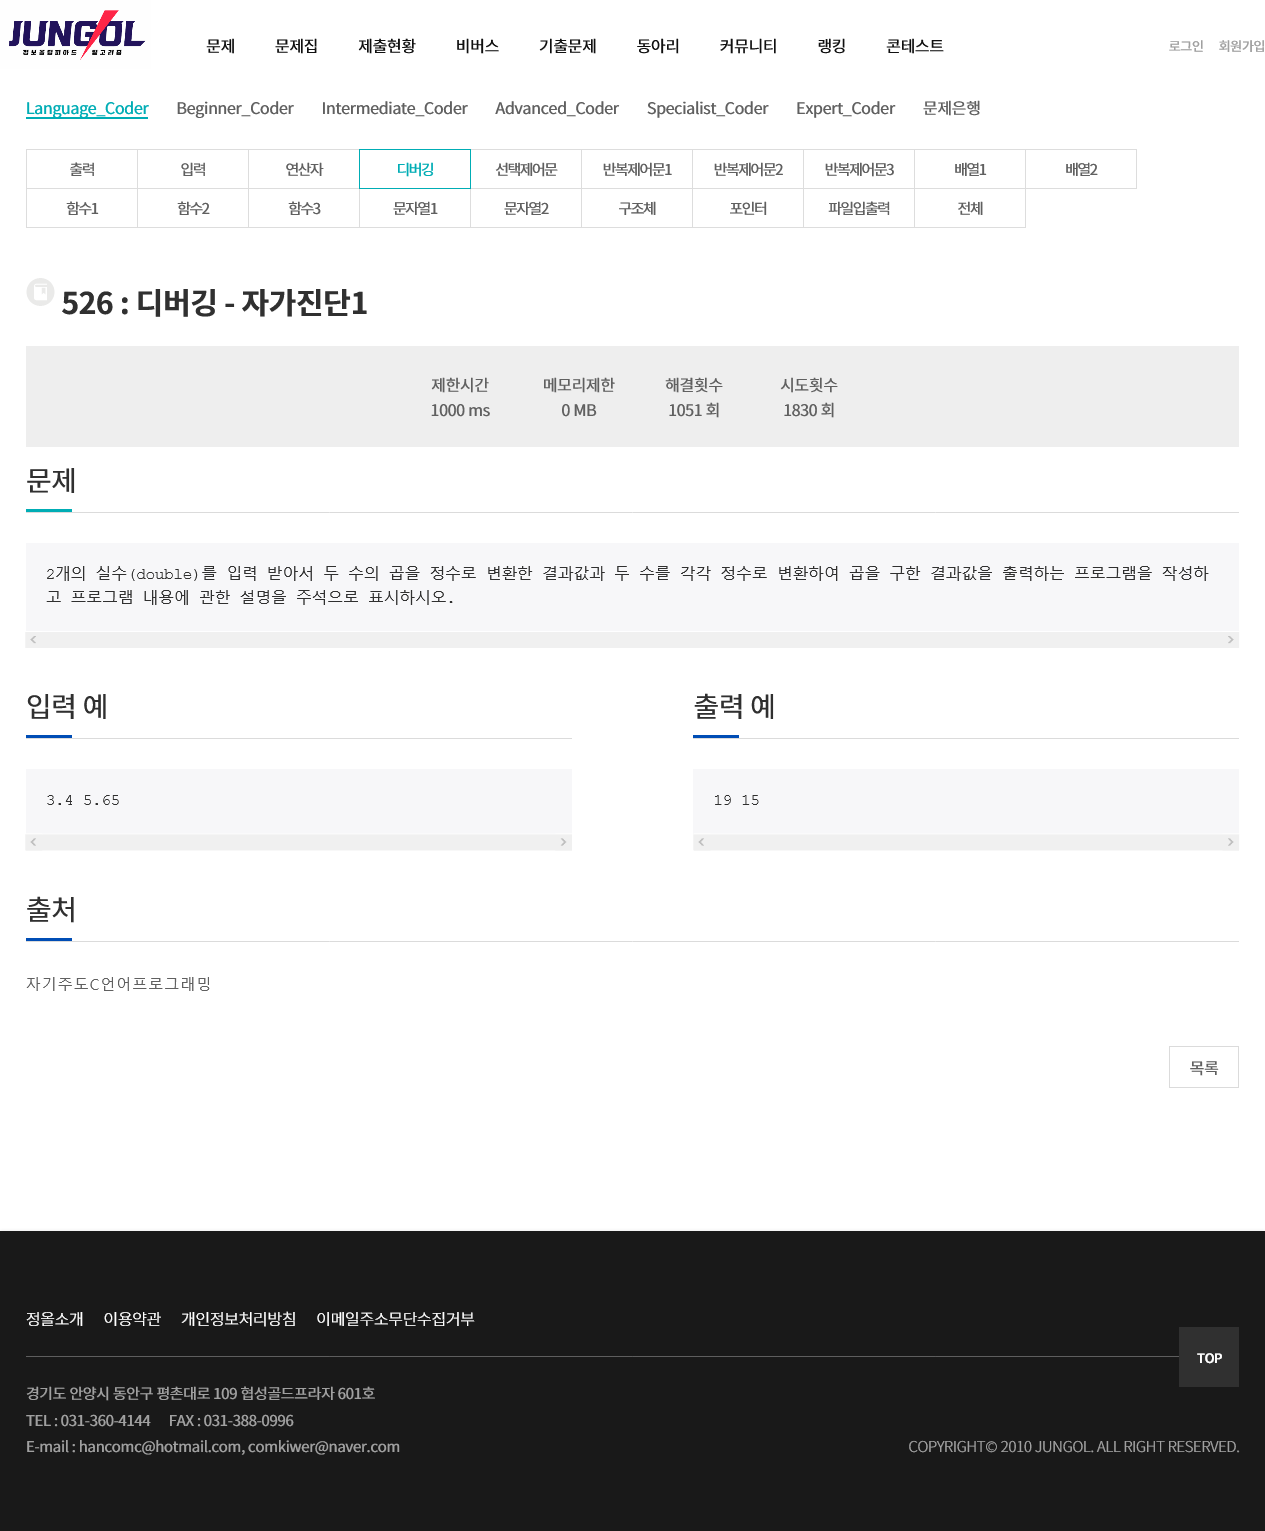 JUNGOL
정보올림피아드 알고리즘
문제 문제집 제출현황 비버스 기출문제 동아리 커뮤니티 랭킹 콘테스트 로그인 회원가입
Language_Coder Beginner_Coder Intermediate_Coder Advanced_Coder Specialist_Coder Expert_Coder 문제은행
출력 입력 연산자 디버깅 선택제어문 반복제어문1 반복제어문2 반복제어문3 배열1 배열2
함수1 함수2 함수3 문자열1 문자열2 구조체 포인터 파일입출력 전체
526 : 디버깅 - 자가진단1
제한시간 메모리제한 해결횟수 시도횟수
1000 ms 0 MB 1051 회 1830 회
문제
2개의 실수(double)를 입력 받아서 두 수의 곱을 정수로 변환한 결과값과 두 수를 각각 정수로 변환하여 곱을 구한 결과값을 출력하는 프로그램을 작성하
고 프로그램 내용에 관한 설명을 주석으로 표시하시오.
입력 예 출력 예
3.4 5.65 19 15
출처
자기주도C언어프로그래밍
목록
정올소개 이용약관 개인정보처리방침 이메일주소무단수집거부
TOP
경기도 안양시 동안구 평촌대로 109 협성골드프라자 601호
TEL : 031-360-4144 FAX : 031-388-0996
E-mail : hancomc@hotmail.com, comkiwer@naver.com COPYRIGHT© 2010 JUNGOL. ALL RIGHT RESERVED.